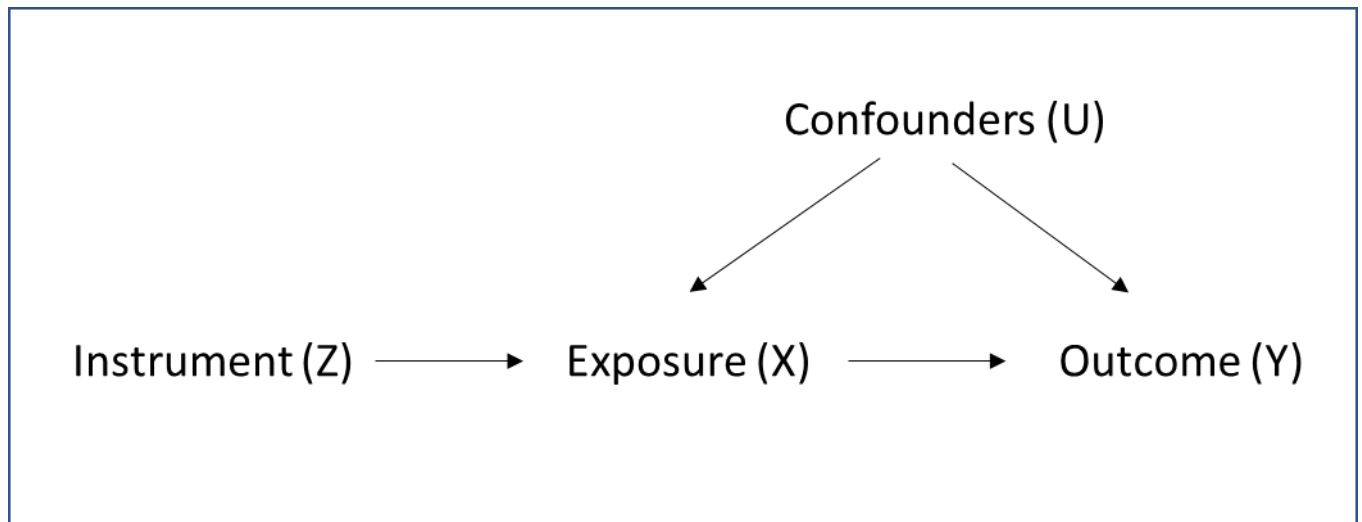 Confounders (U)
Instrument (Z)
Exposure (X)
Outcome (Y)